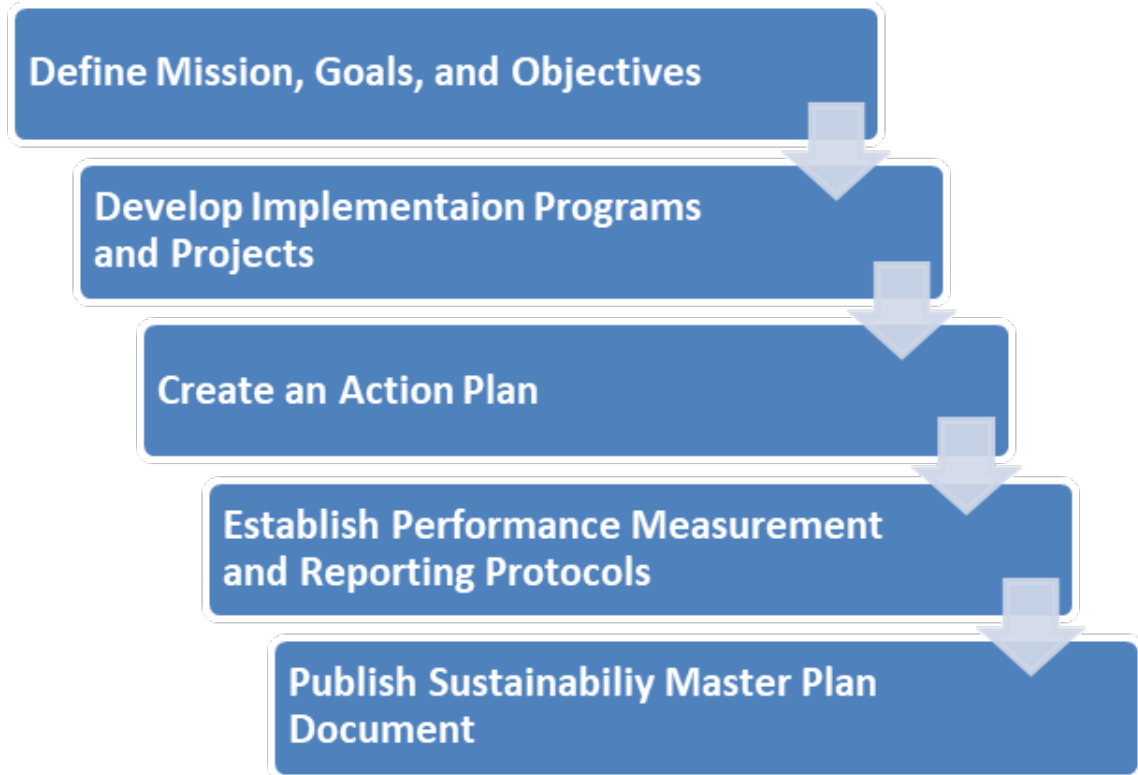 Define Mission, Goals, and Objectives
Develop Implementaion Programs
and Projects
Create an Action Plan
Establish Performance Measurement
and Reporting Protocols
Publish Sustainabiliy Master Plan
Document